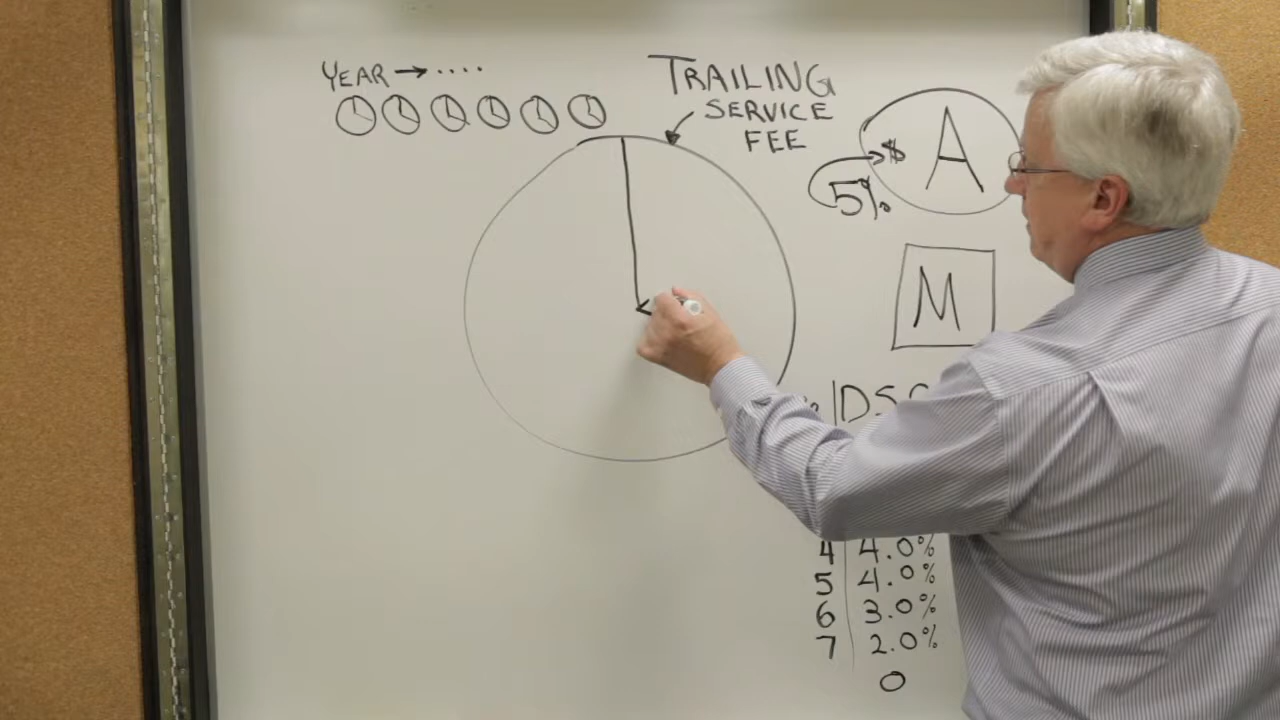 YEAR → ....
TRAILING
SERVICE
FEE
$ A
5%
M
DSC
4 4.0%
5 4.0%
6 3.0%
7 2.0%
0